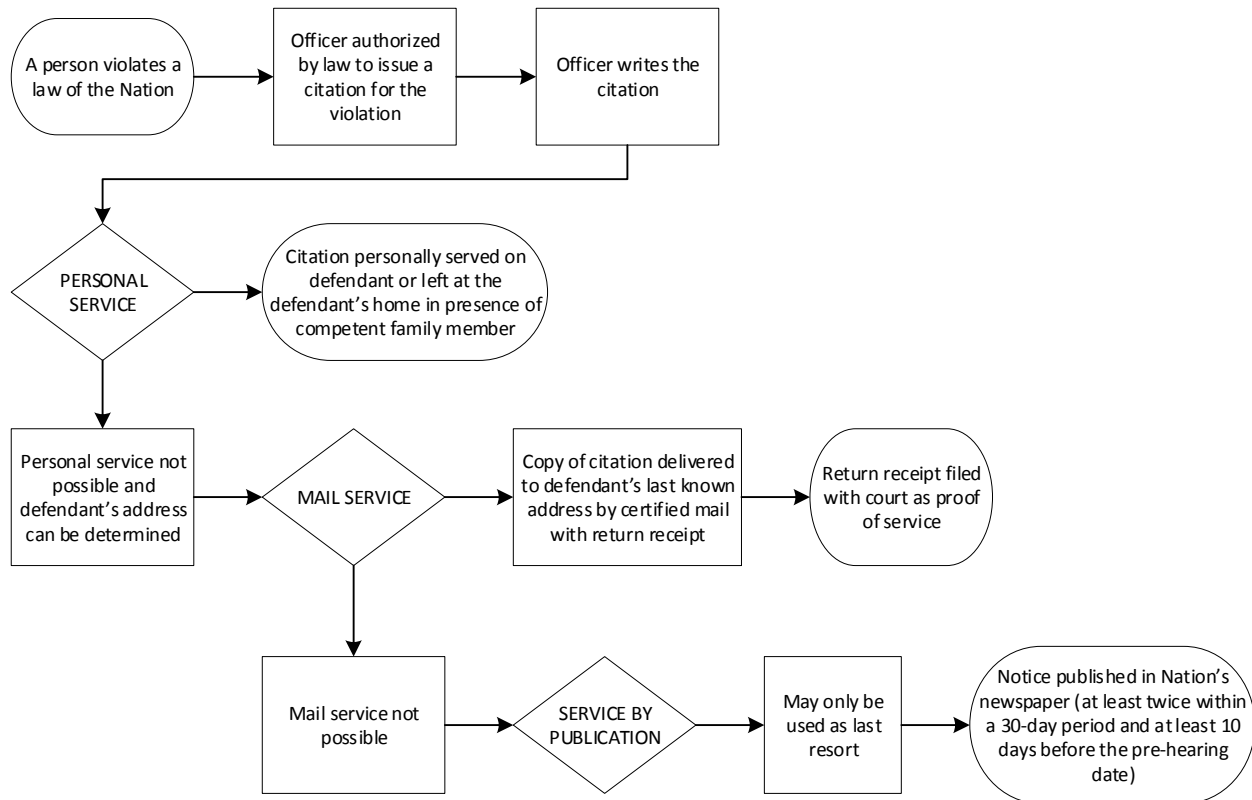 A person violates a
law of the Nation
Officer authorized
by law to issue a
citation for the
violation
Officer writes the
citation
PERSONAL
SERVICE
Citation personally served on
defendant or left at the
defendant's home in presence of
competent family member
Personal service not
possible and
defendant's address
can be determined
MAIL SERVICE
Copy of citation delivered
to defendant's last known
address by certified mail
with return receipt
Return receipt filed
with court as proof
of service
Mail service not
possible
SERVICE BY
PUBLICATION
May only be
used as last
resort
Notice published in Nation's
newspaper (at least twice within
a 30-day period and at least 10
days before the pre-hearing
date)